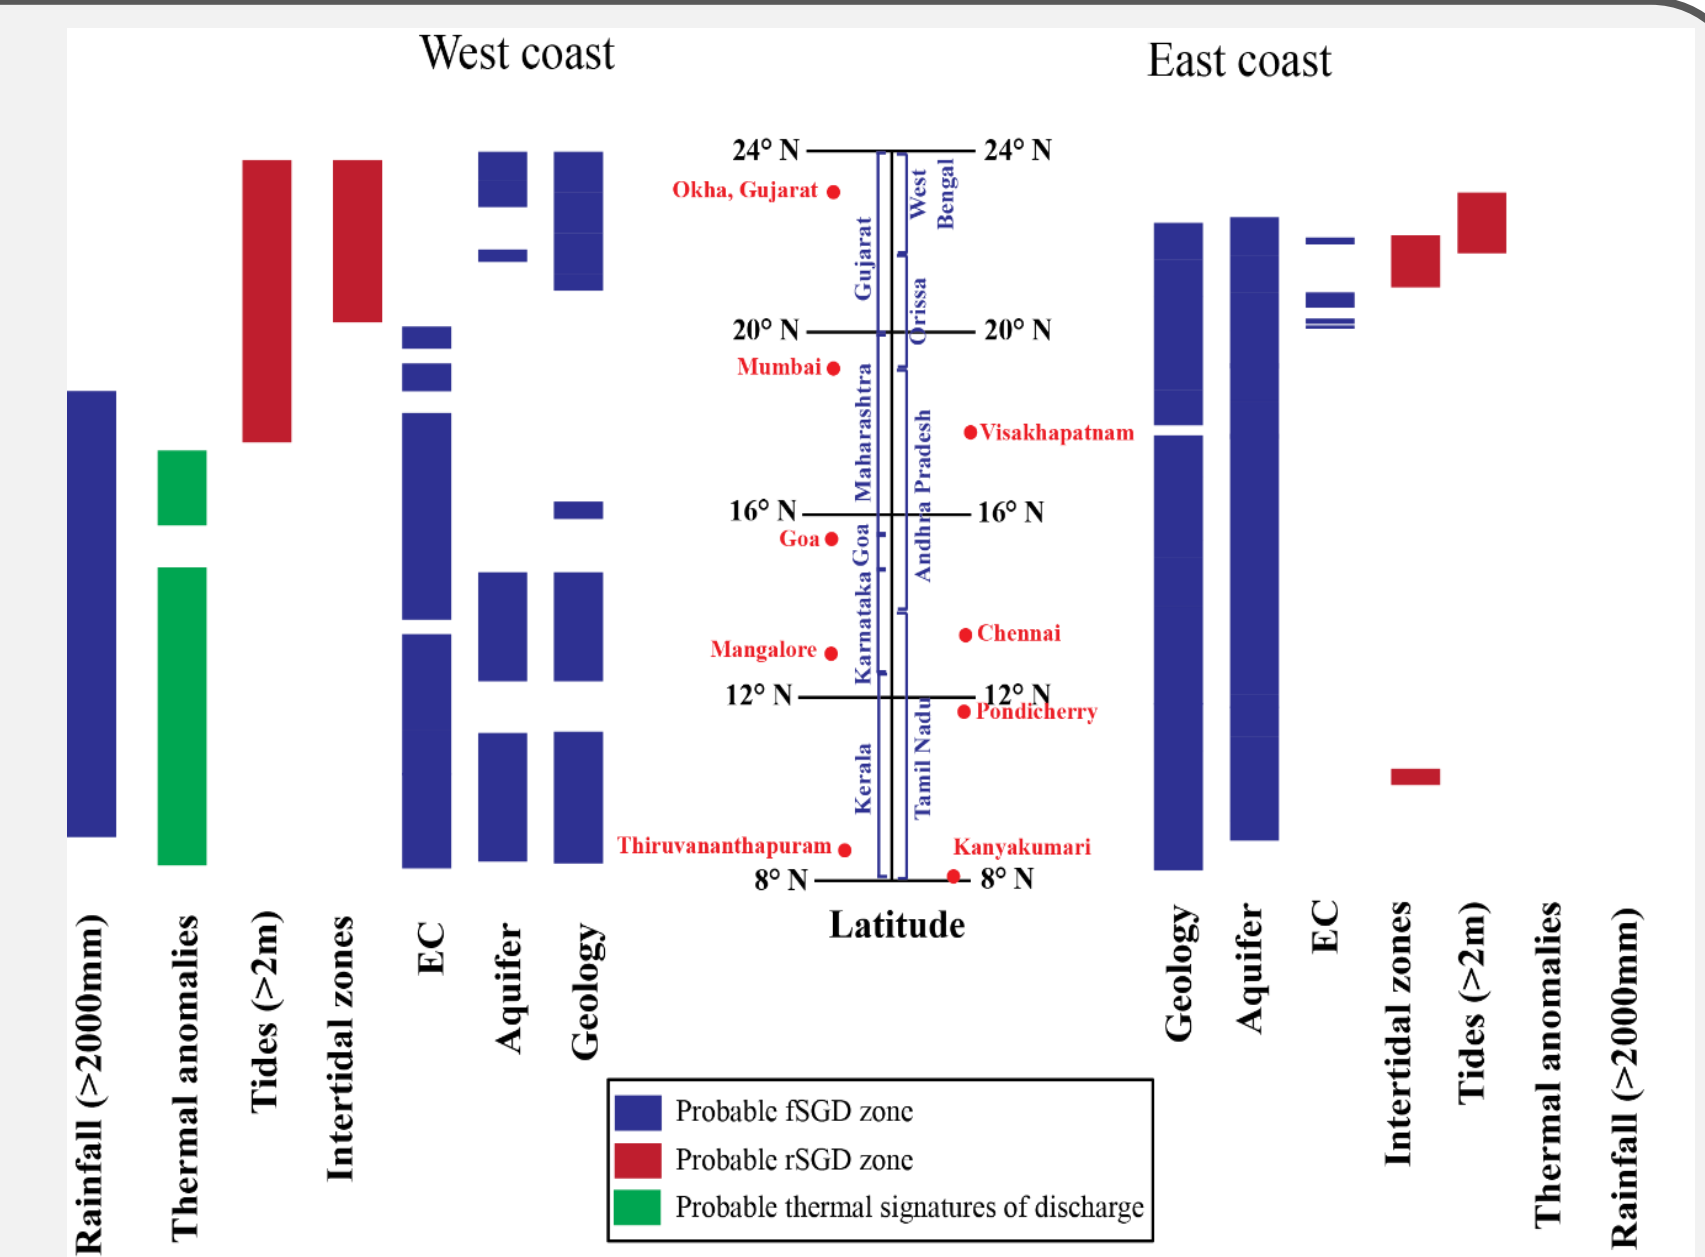 West coast
East coast
24° N
24° N
Okha, Gujarat
West
Bengal
Gujarat
Orissa
20° N
20° N
Mumbai
Maharashtra
Visakhapatnam
Andhra Pradesh
16° N
16° N
Goa
Goa
Karnataka
Chennai
Mangalore
12° N
12° N
Pondicherry
Tamil Nadu
Kerala
Thiruvananthapuram
Kanyakumari
8° N
8° N
Latitude
Rainfall (>2000mm)
Thermal anomalies
Tides (>2m)
Intertidal zones
EC
Aquifer
Geology
Geology
Aquifer
EC
Intertidal zones
Tides (>2m)
Thermal anomalies
Rainfall (>2000mm)
Probable fSGD zone
Probable rSGD zone
Probable thermal signatures of discharge